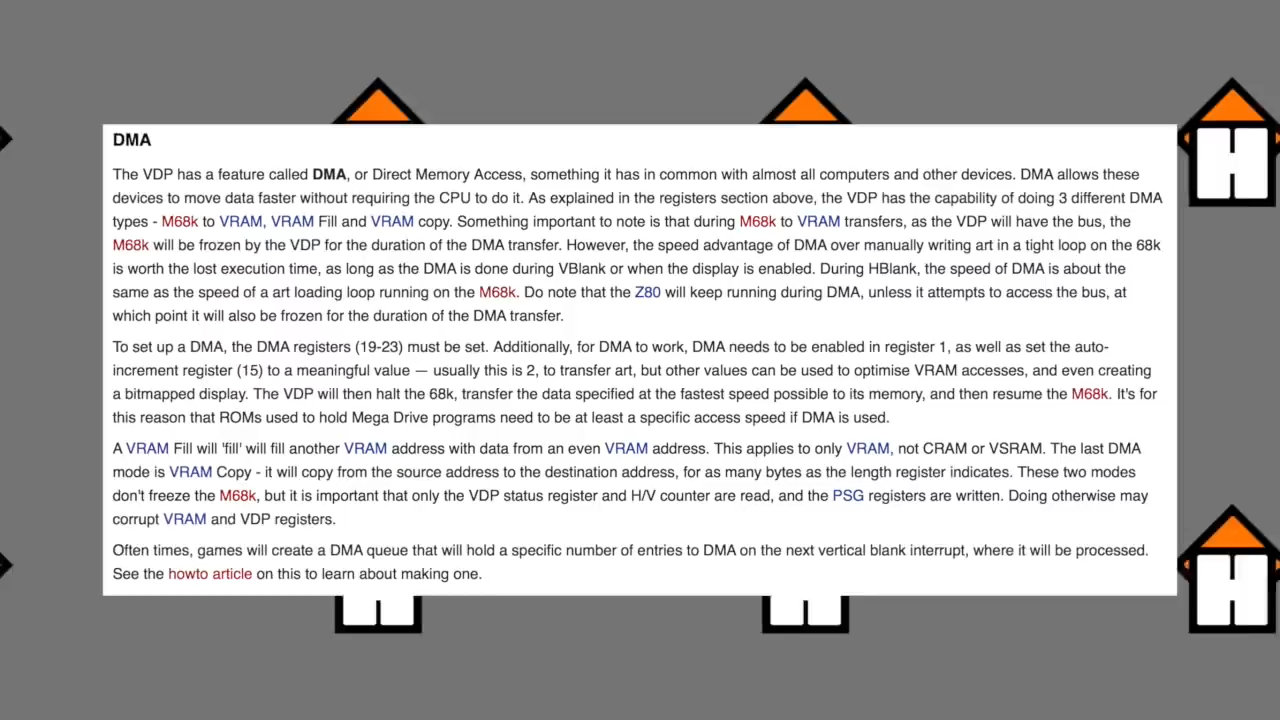 DMA
The VDP has a feature called DMA, or Direct Memory Access, something it has in common with almost all computers and other devices. DMA allows these
devices to move data faster without requiring the CPU to do it. As explained in the registers section above, the VDP has the capability of doing 3 different DMA
types - M68k to VRAM, VRAM Fill and VRAM copy. Something important to note is that during M68k to VRAM transfers, as the VDP will have the bus, the
M68k will be frozen by the VDP for the duration of the DMA transfer. However, the speed advantage of DMA over manually writing art in a tight loop on the 68k
is worth the lost execution time, as long as the DMA is done during VBlank or when the display is enabled. During HBlank, the speed of DMA is about the
same as the speed of a art loading loop running on the M68k. Do note that the Z80 will keep running during DMA, unless it attempts to access the bus, at
which point it will also be frozen for the duration of the DMA transfer.
To set up a DMA, the DMA registers (19-23) must be set. Additionally, for DMA to work, DMA needs to be enabled in register 1, as well as set the auto-
increment register (15) to a meaningful value — usually this is 2, to transfer art, but other values can be used to optimise VRAM accesses, and even creating
a bitmapped display. The VDP will then halt the 68k, transfer the data specified at the fastest speed possible to its memory, and then resume the M68k. It's for
this reason that ROMs used to hold Mega Drive programs need to be at least a specific access speed if DMA is used.
A VRAM Fill will 'fill' will fill another VRAM address with data from an even VRAM address. This applies to only VRAM, not CRAM or VSRAM. The last DMA
mode is VRAM Copy - it will copy from the source address to the destination address, for as many bytes as the length register indicates. These two modes
don't freeze the M68k, but it is important that only the VDP status register and H/V counter are read, and the PSG registers are written. Doing otherwise may
corrupt VRAM and VDP registers.
Often times, games will create a DMA queue that will hold a specific number of entries to DMA on the next vertical blank interrupt, where it will be processed.
See the howto article on this to learn about making one.
H
H
H
H